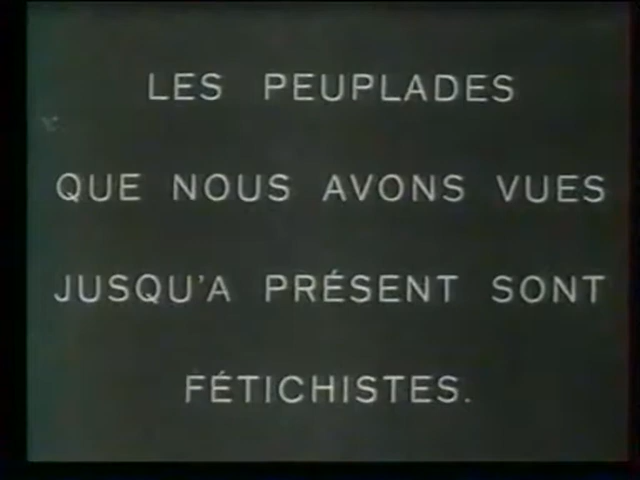 LES PEUPLADES
QUE NOUS AVONS VUES
JUSQU'A PRÉSENT SONT
FÉTICHISTES.